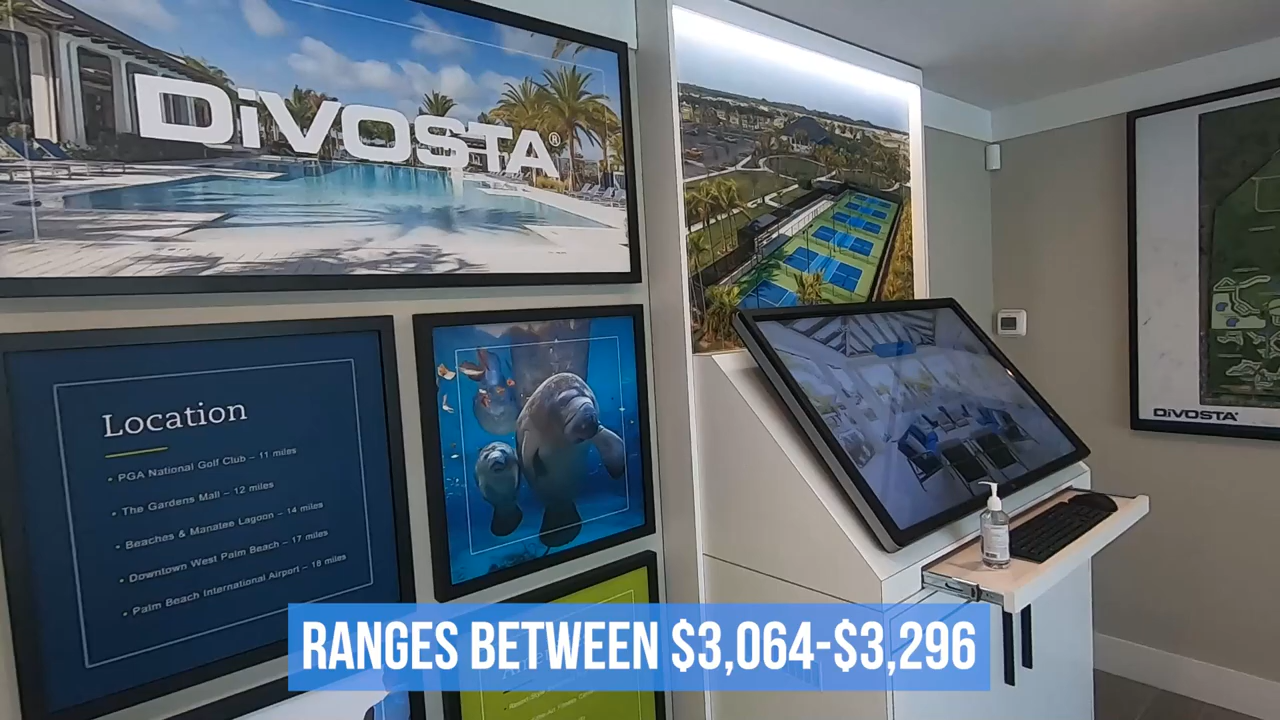 DiVOSTA®
Location
• PGA National Golf Club – 11 miles
• The Gardens Mall – 12 miles
• Beaches & Manatee Lagoon – 14 miles
• Downtown West Palm Beach – 17 miles
• Palm Beach International Airport – 18 miles
DiVOSTA
RANGES BETWEEN $3,064-$3,296